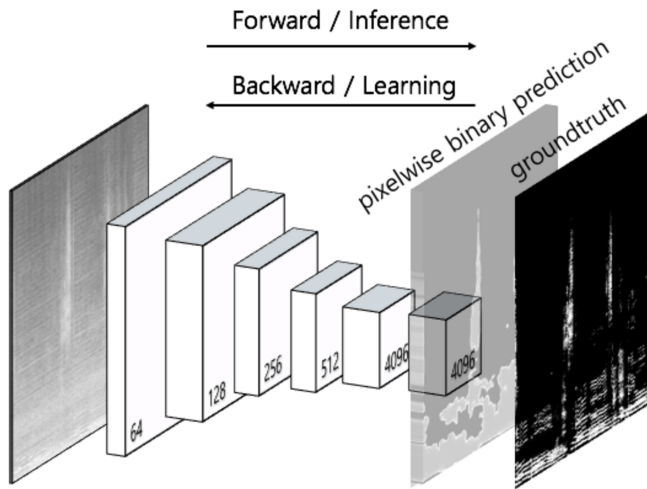 Forward / Inference
Backward / Learning
pixelwise binary prediction
groundtruth
64
128
256
512
4096
4096